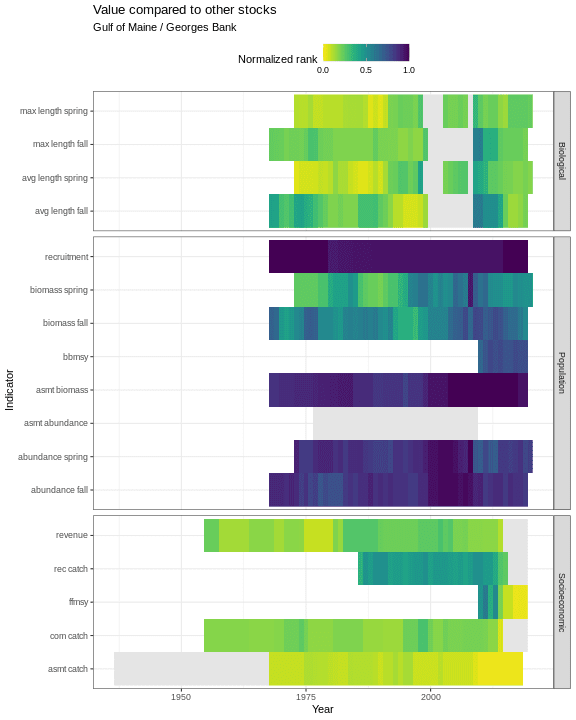 Value compared to other stocks
Gulf of Maine / Georges Bank
Normalized rank
0.0 0.5 1.0
max length spring
max length fall
avg length spring
avg length fall
Biological
recruitment
biomass spring
biomass fall
bbmsy
asmt biomass
asmt abundance
abundance spring
abundance fall
Population
Indicator
revenue
rec catch
ffmsy
com catch
asmt catch
Socioeconomic
1950 1975 2000
Year